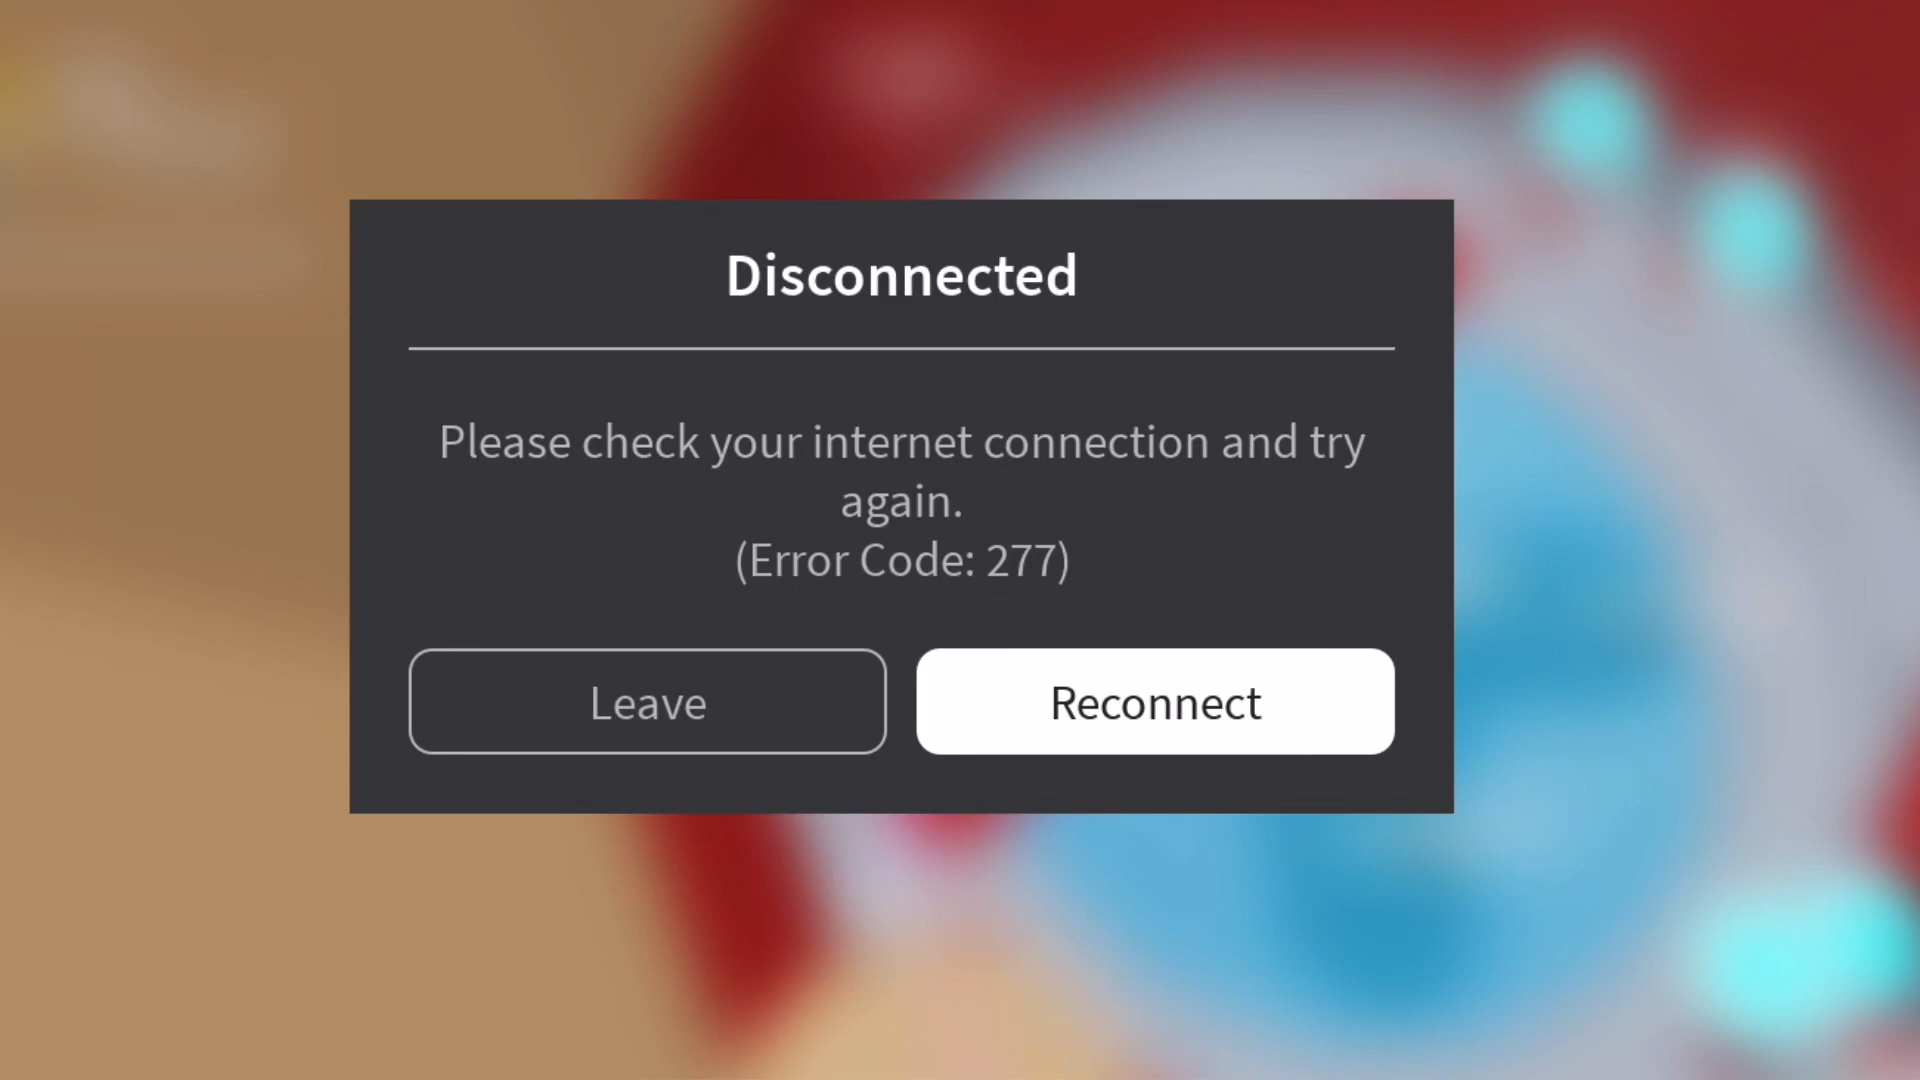 Disconnected
Please check your internet connection and try
again.
(Error Code: 277)
Leave
Reconnect